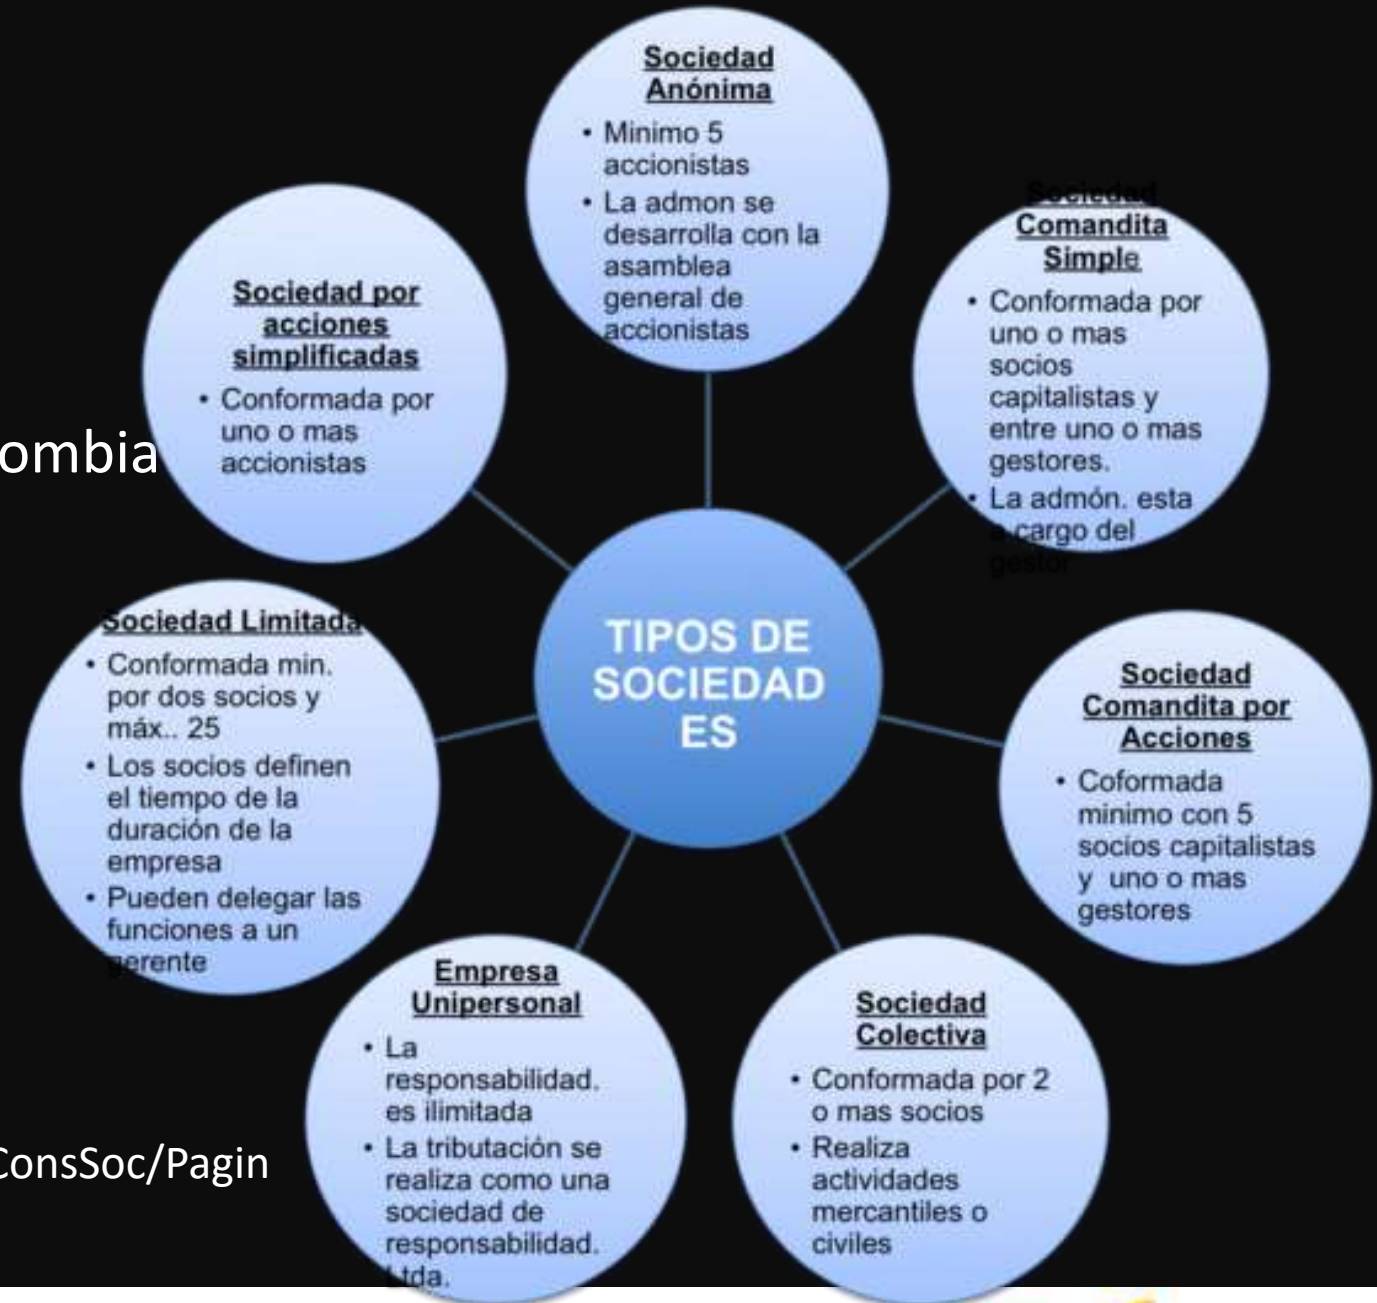 Sociedad
Anónima
• Minimo 5
accionistas
• La admon se
desarrolla con la
asamblea
general de
accionistas
Sociedad
Comandita
Simple
• Conformada por
uno o mas
socios
capitalistas y
entre uno o mas
gestores.
• La admón. esta
a cargo del
gestor
Sociedad
Comandita por
Acciones
• Coformada
minimo con 5
socios capitalistas
y uno o mas
gestores
Sociedad
Colectiva
• Conformada por 2
o mas socios
• Realiza
actividades
mercantiles o
civiles
Empresa
Unipersonal
• La
responsabilidad.
es ilimitada
• La tributación se
realiza como una
sociedad de
responsabilidad.
Ltda.
Sociedad Limitada
• Conformada min.
por dos socios y
máx.. 25
• Los socios definen
el tiempo de la
duración de la
empresa
• Pueden delegar las
funciones a un
gerente
Sociedad por
acciones
simplificadas
• Conformada por
uno o mas
accionistas
TIPOS DE
SOCIEDAD
ES
ombia
ConsSoc/Pagin